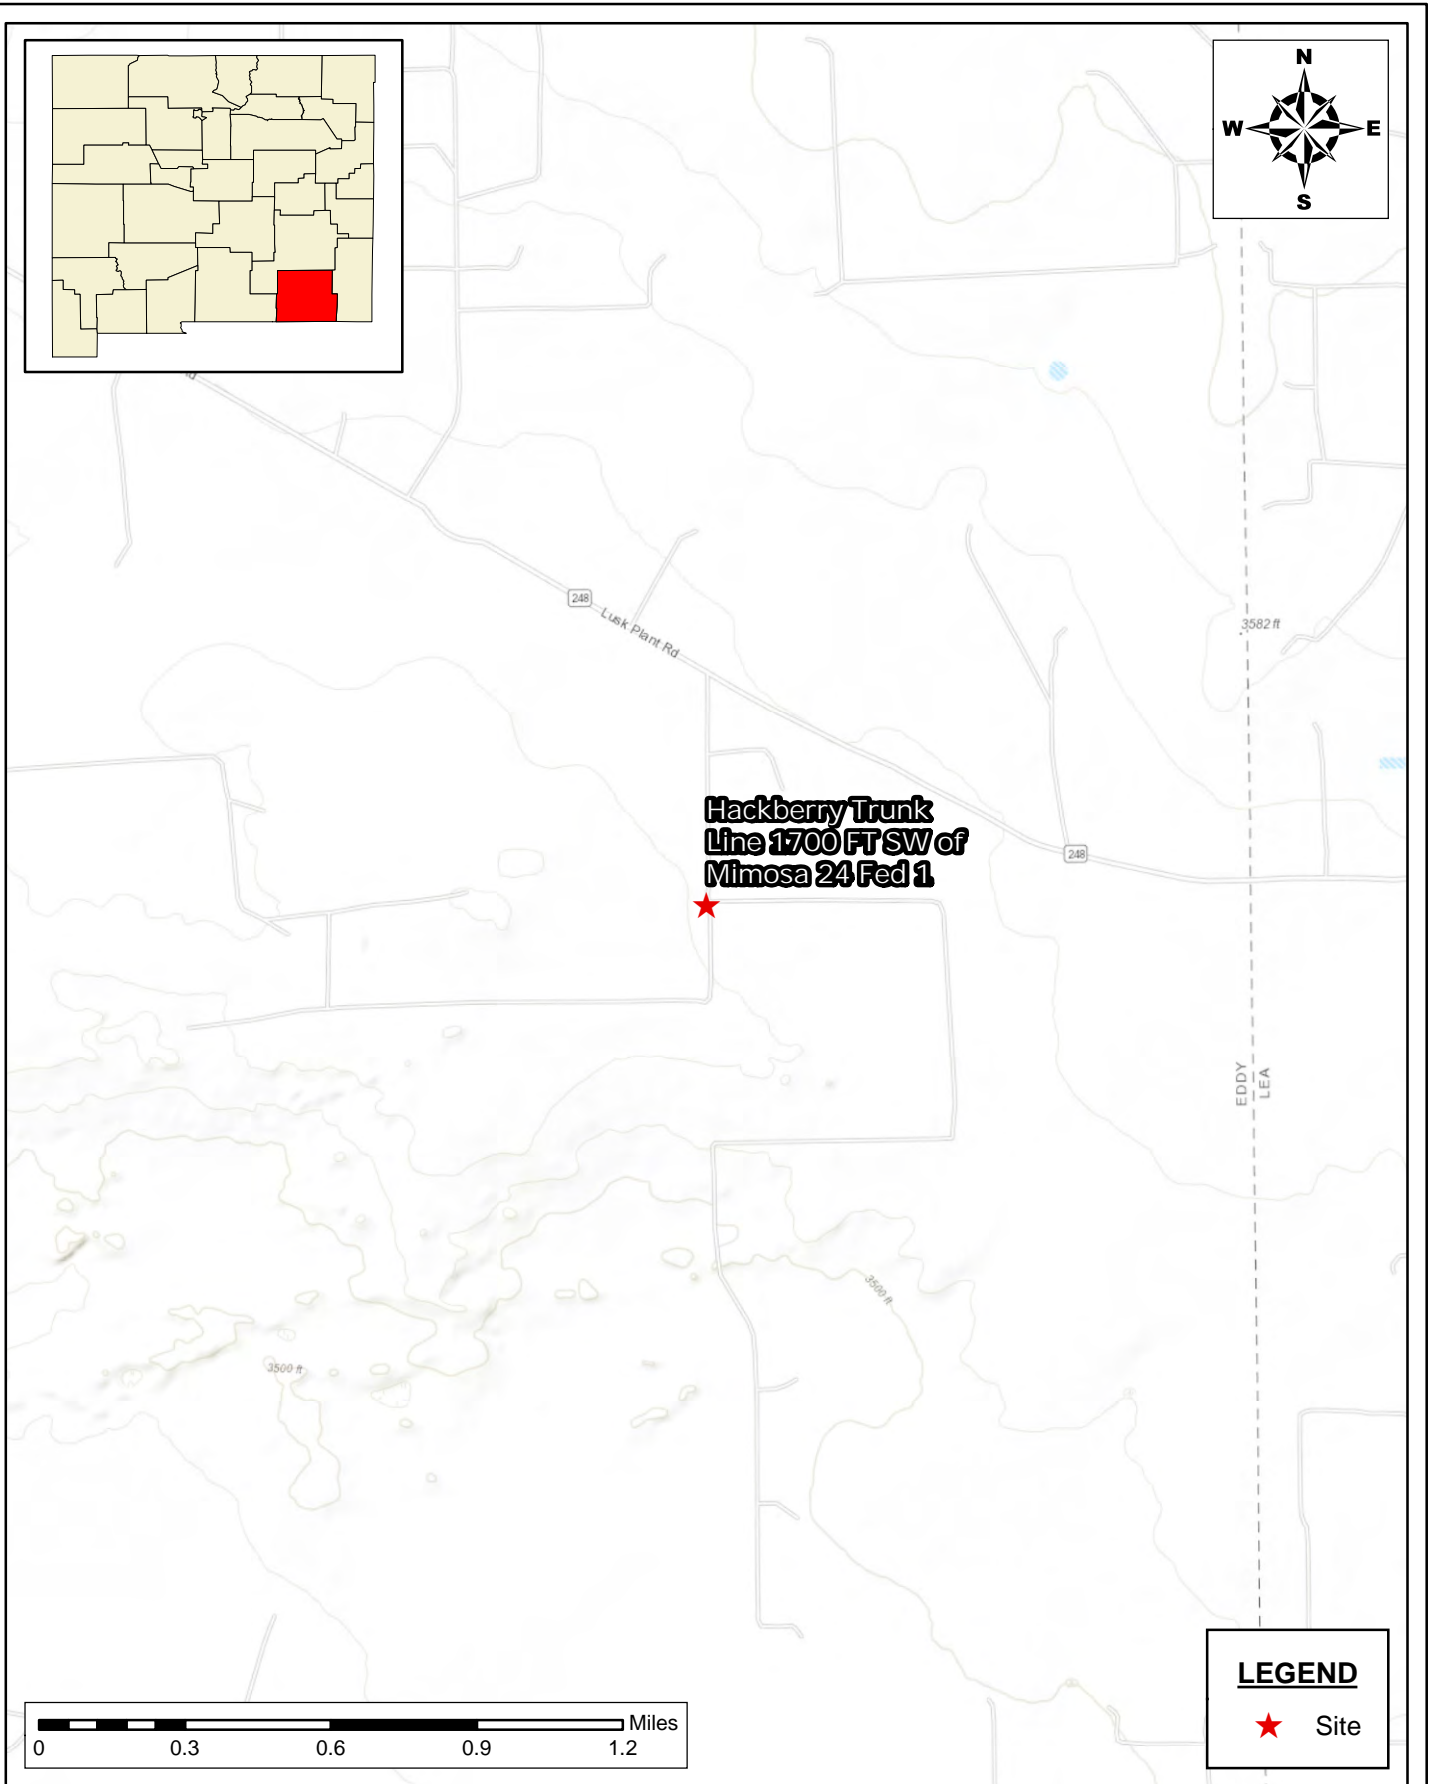 N
W E
S
248
Lusk Plant Rd
3582 ft
Hackberry Trunk
Line 1700 FT SW of
Mimosa 24 Fed 1
248
EDDY
LEA
3500 ft
3500 ft
LEGEND
Site
Miles
0 0.3 0.6 0.9 1.2